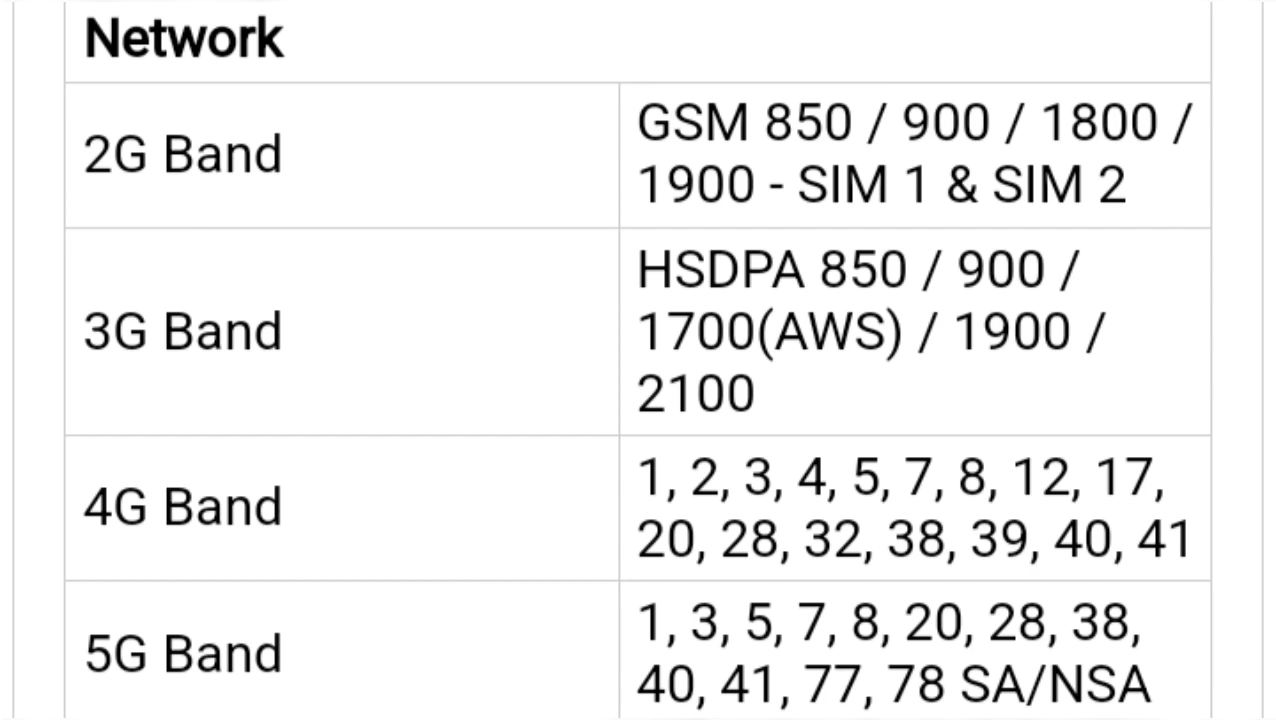 Network
2G Band
GSM 850 / 900 / 1800 /
1900 - SIM 1 & SIM 2
3G Band
HSDPA 850 / 900 /
1700(AWS) / 1900 /
2100
4G Band
1, 2, 3, 4, 5, 7, 8, 12, 17,
20, 28, 32, 38, 39, 40, 41
5G Band
1, 3, 5, 7, 8, 20, 28, 38,
40, 41, 77, 78 SA/NSA